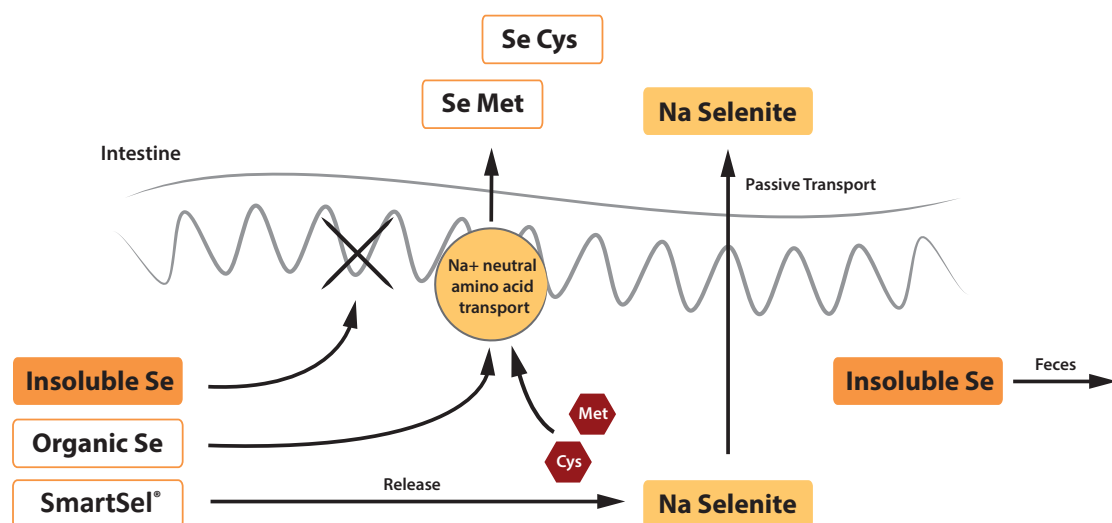 Se Cys
Se Met
Na Selenite
Intestine
Passive Transport
Na+ neutral
amino acid
transport
Insoluble Se
Insoluble Se
Feces
Met
Organic Se
Cys
SmartSel®
Release
Na Selenite